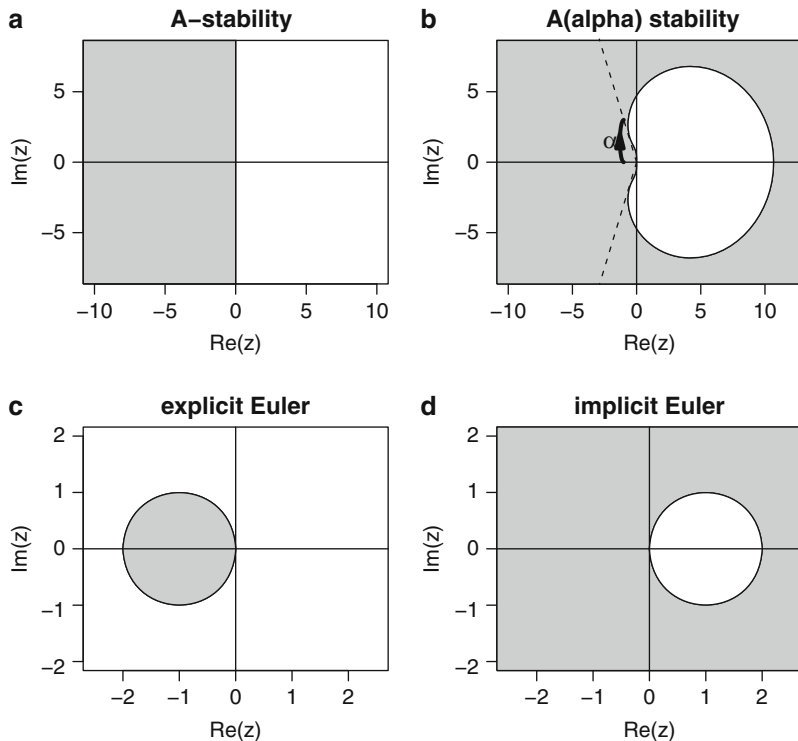 a A−stability
5
0
−5
Im(z)
−10 −5 0 5 10
Re(z)
b A(alpha) stability
5
0
−5
Im(z)
α
−10 −5 0 5 10
Re(z)
c explicit Euler
2
1
0
−1
−2
Im(z)
−2 −1 0 1 2
Re(z)
d implicit Euler
2
1
0
−1
−2
Im(z)
−2 −1 0 1 2
Re(z)